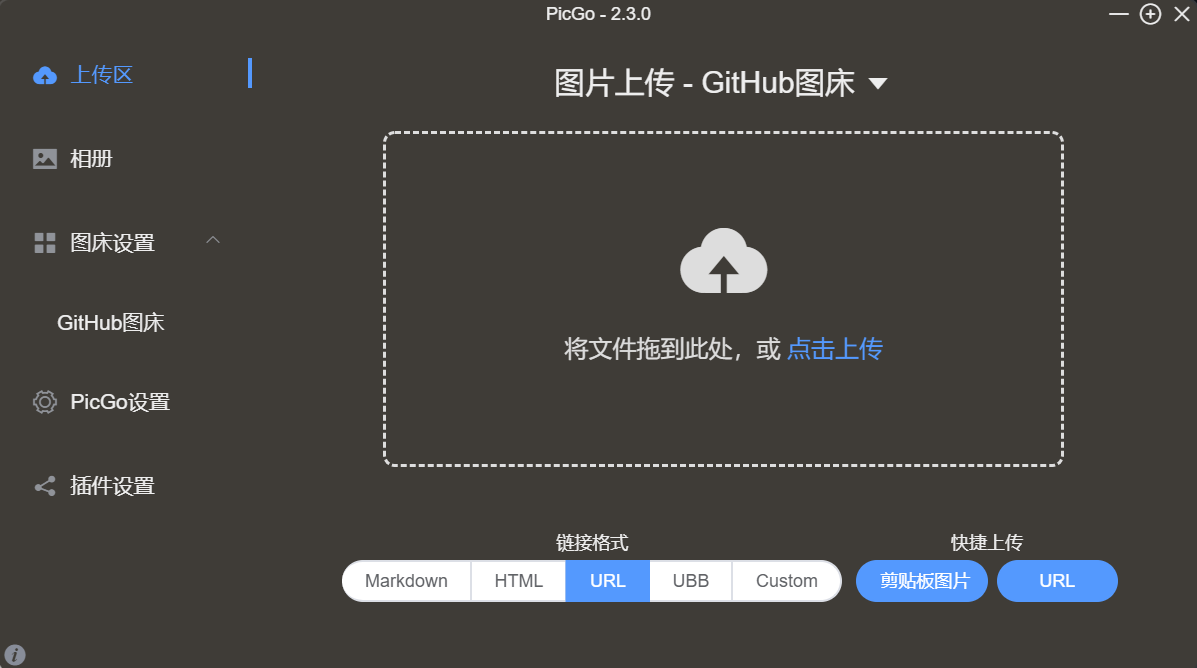 PicGo - 2.3.0
上传区
相册
图床设置
GitHub图床
PicGo设置
插件设置
图片上传 - GitHub图床
将文件拖到此处，或 点击上传
链接格式
Markdown HTML URL UBB Custom
快捷上传
剪贴板图片 URL
i